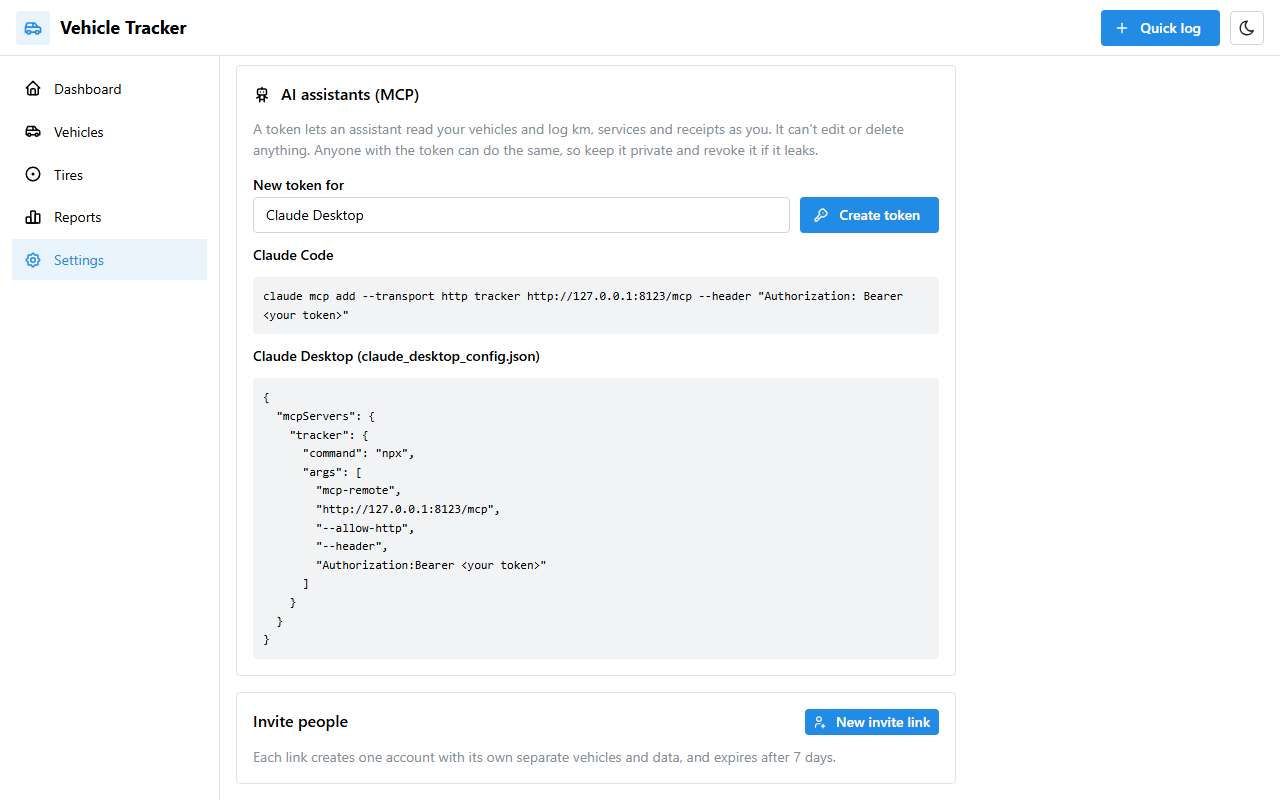 Vehicle Tracker
Quick log
Dashboard
Vehicles
Tires
Reports
Settings
AI assistants (MCP)
A token lets an assistant read your vehicles and log km, services and receipts as you. It can't edit or delete
anything. Anyone with the token can do the same, so keep it private and revoke it if it leaks.
New token for
Claude Desktop
Create token
Claude Code
claude mcp add --transport http tracker http://127.0.0.1:8123/mcp --header "Authorization: Bearer
<your token>"
Claude Desktop (claude_desktop_config.json)
{
  "mcpServers": {
    "tracker": {
      "command": "npx",
      "args": [
        "mcp-remote",
        "http://127.0.0.1:8123/mcp",
        "--allow-http",
        "--header",
        "Authorization:Bearer <your token>"
      ]
    }
  }
}
Invite people
New invite link
Each link creates one account with its own separate vehicles and data, and expires after 7 days.